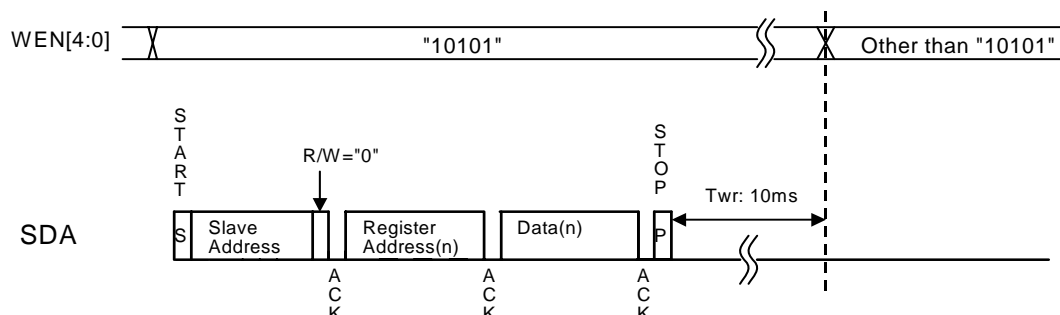 WEN[4:0]
"10101"
Other than "10101"
START
STOP
R/W="0"
Twr: 10ms
SDA
S
Slave
Address
Register
Address(n)
Data(n)
P
ACK
ACK
ACK